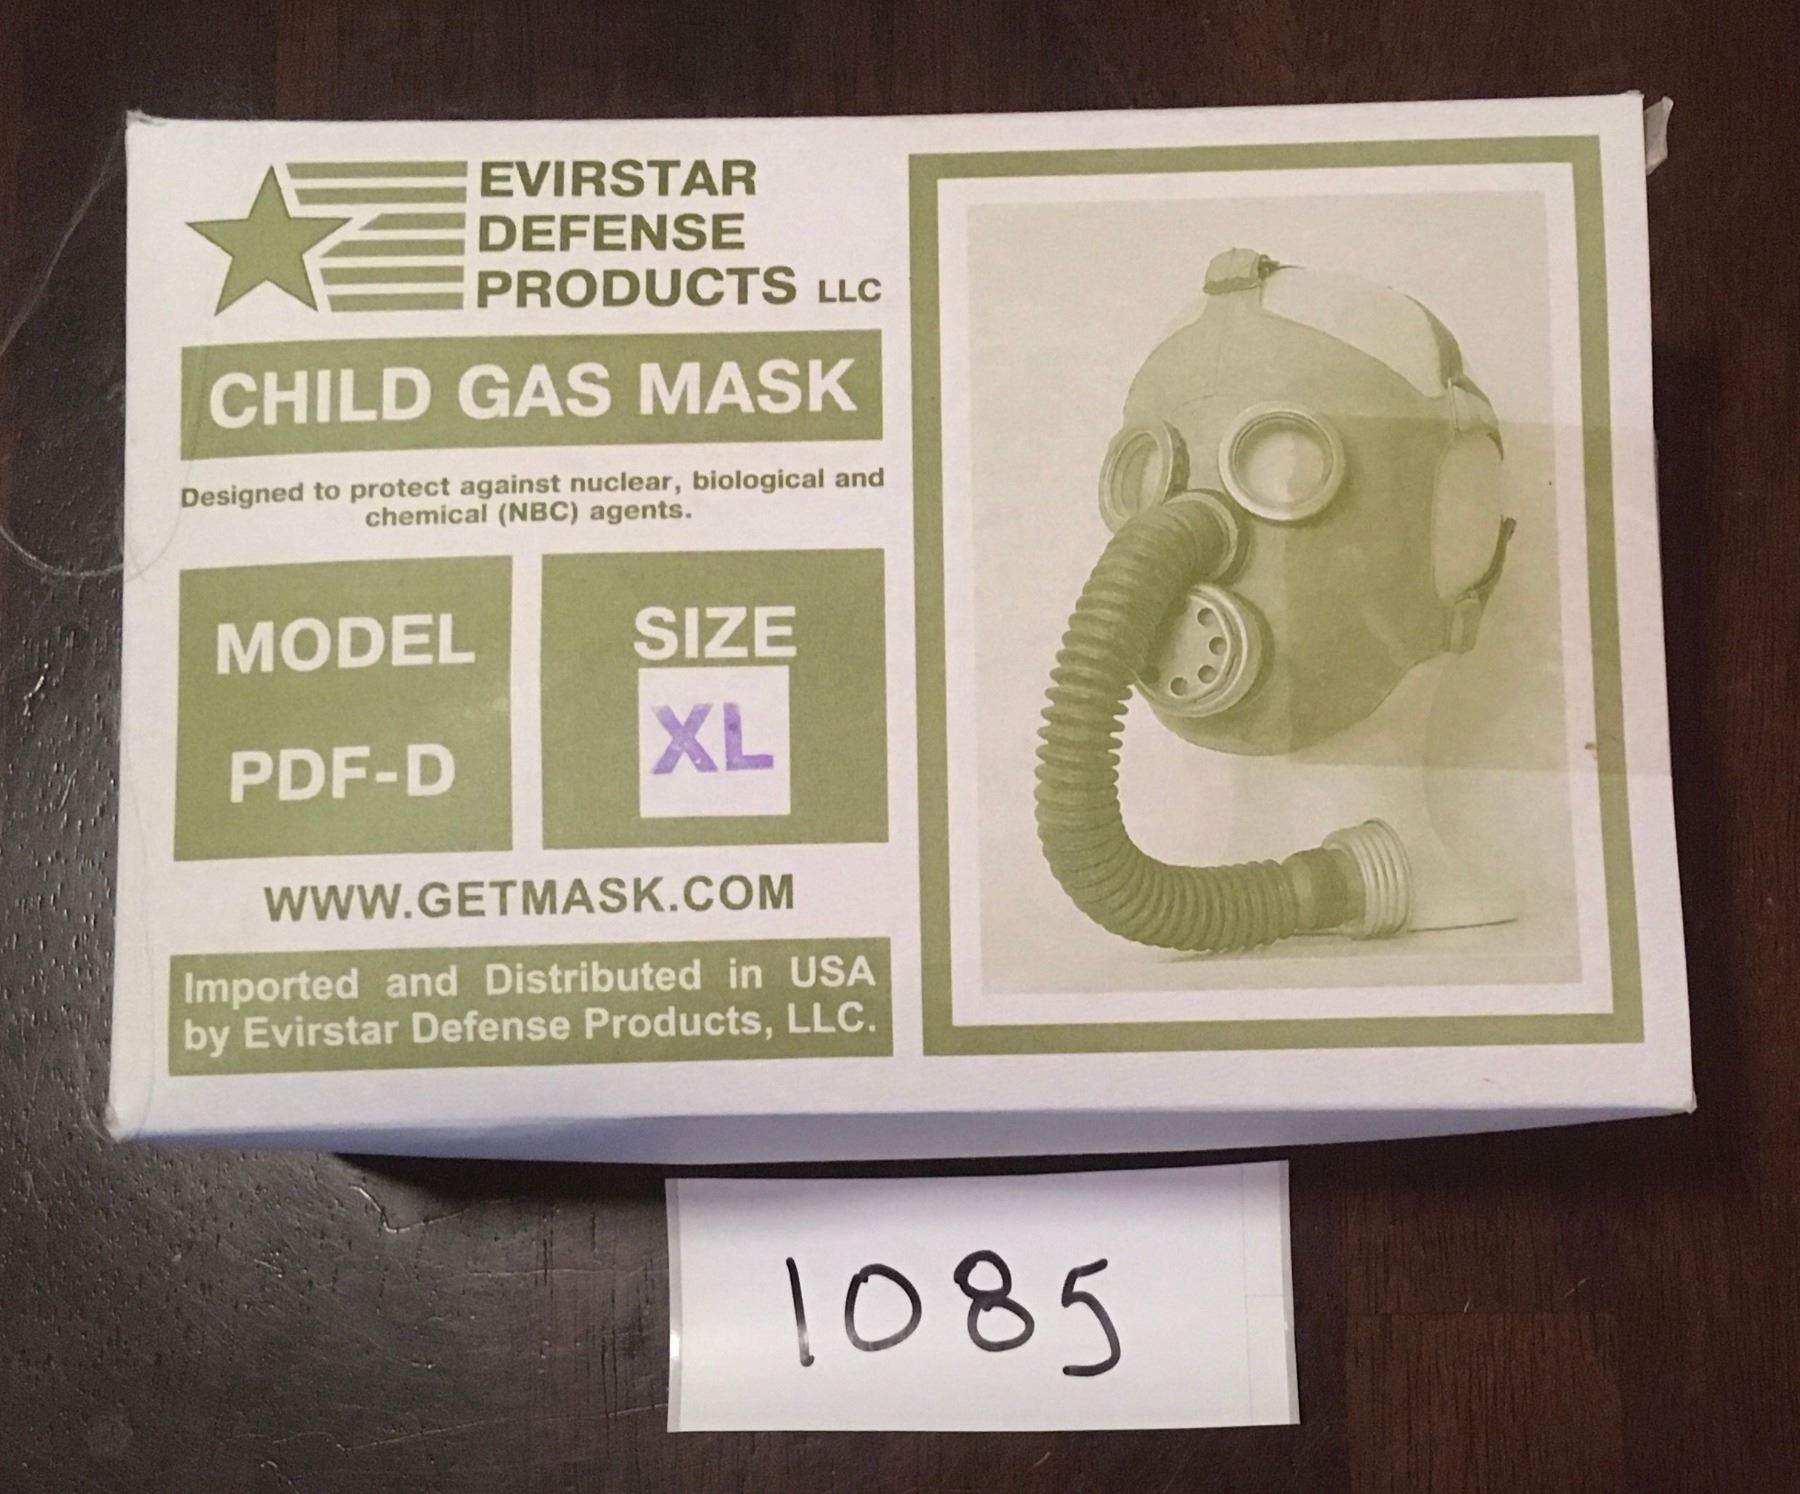 EVIRSTAR
DEFENSE
PRODUCTS LLC
CHILD GAS MASK
Designed to protect against nuclear, biological and
chemical (NBC) agents.
MODEL
PDF-D
SIZE
XL
WWW.GETMASK.COM
Imported and Distributed in USA
by Evirstar Defense Products, LLC.
1085